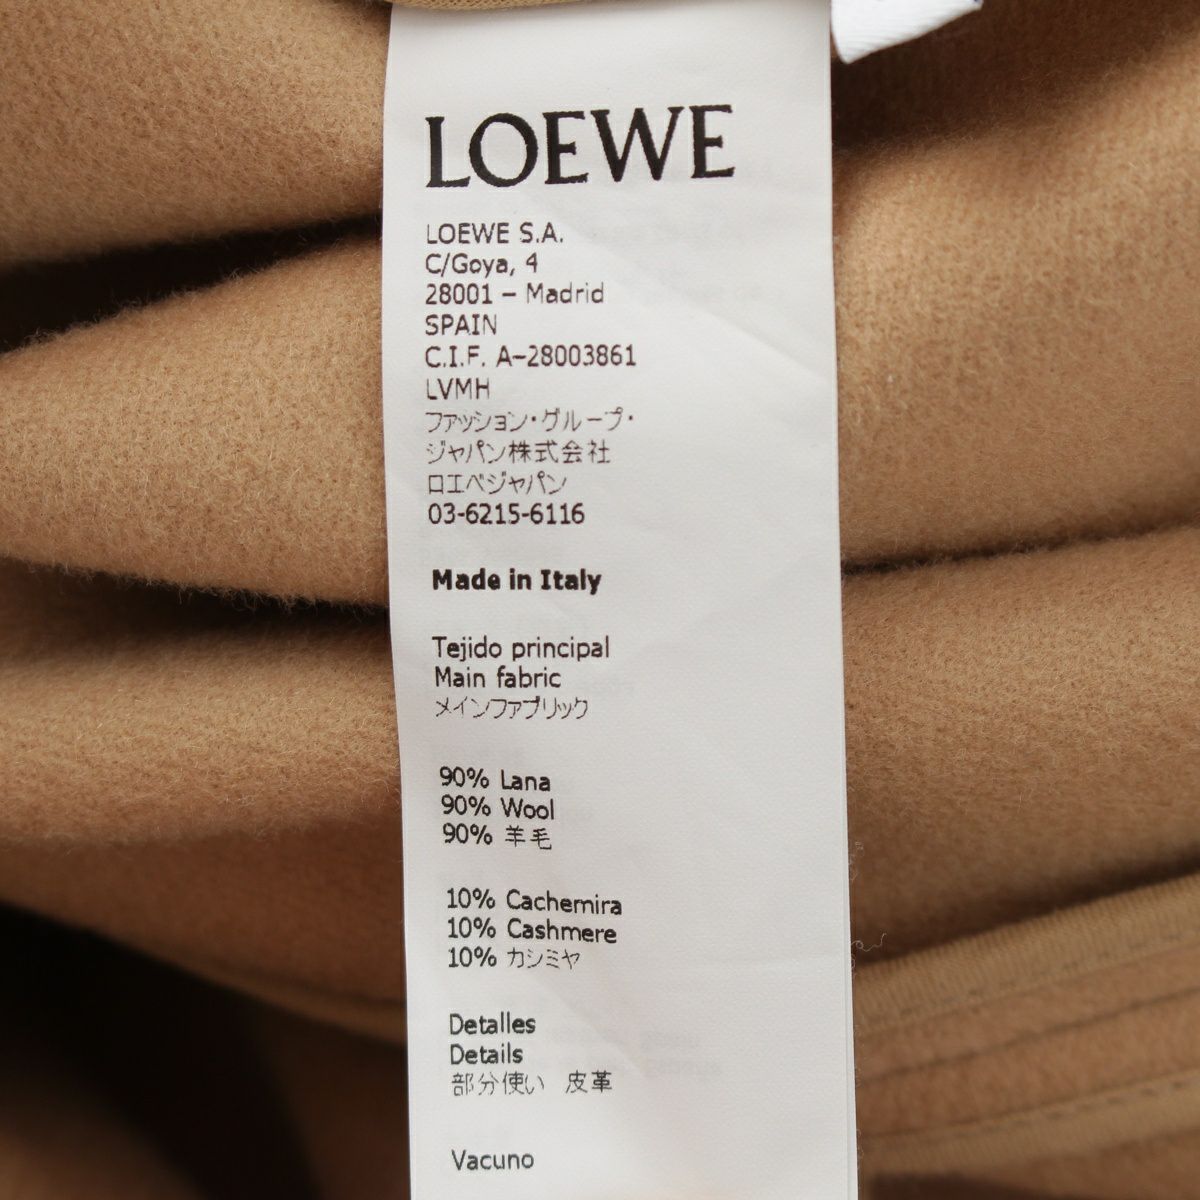 LOEWE
LOEWE S.A.
C/Goya, 4
28001 – Madrid
SPAIN
C.I.F. A-28003861
LVMH
ファッション・グループ・
ジャパン株式会社
ロエベジャパン
03-6215-6116
Made in Italy
Tejido principal
Main fabric
メインファブリック
90% Lana
90% Wool
90% 羊毛
10% Cachemira
10% Cashmere
10% カシミヤ
Detalles
Details
部分使い 皮革
Vacuno